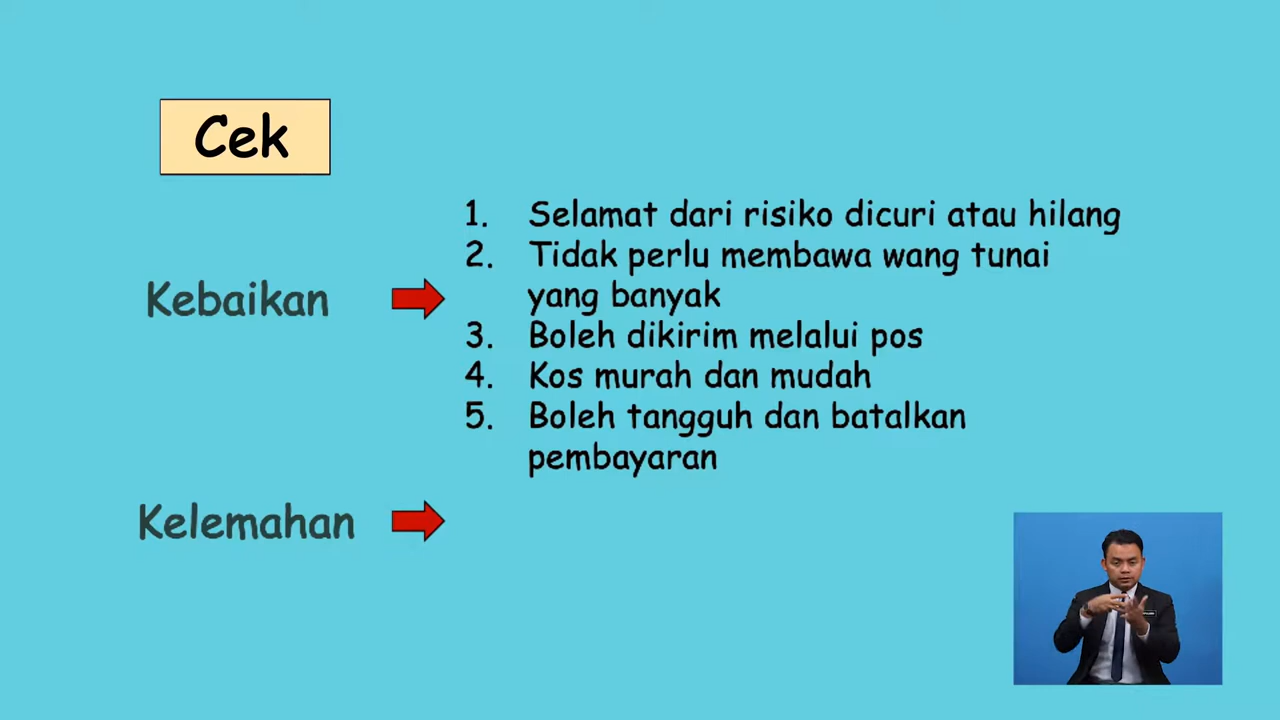 Cek
Kebaikan
1. Selamat dari risiko dicuri atau hilang
2. Tidak perlu membawa wang tunai
yang banyak
3. Boleh dikirim melalui pos
4. Kos murah dan mudah
5. Boleh tangguh dan batalkan
pembayaran
Kelemahan